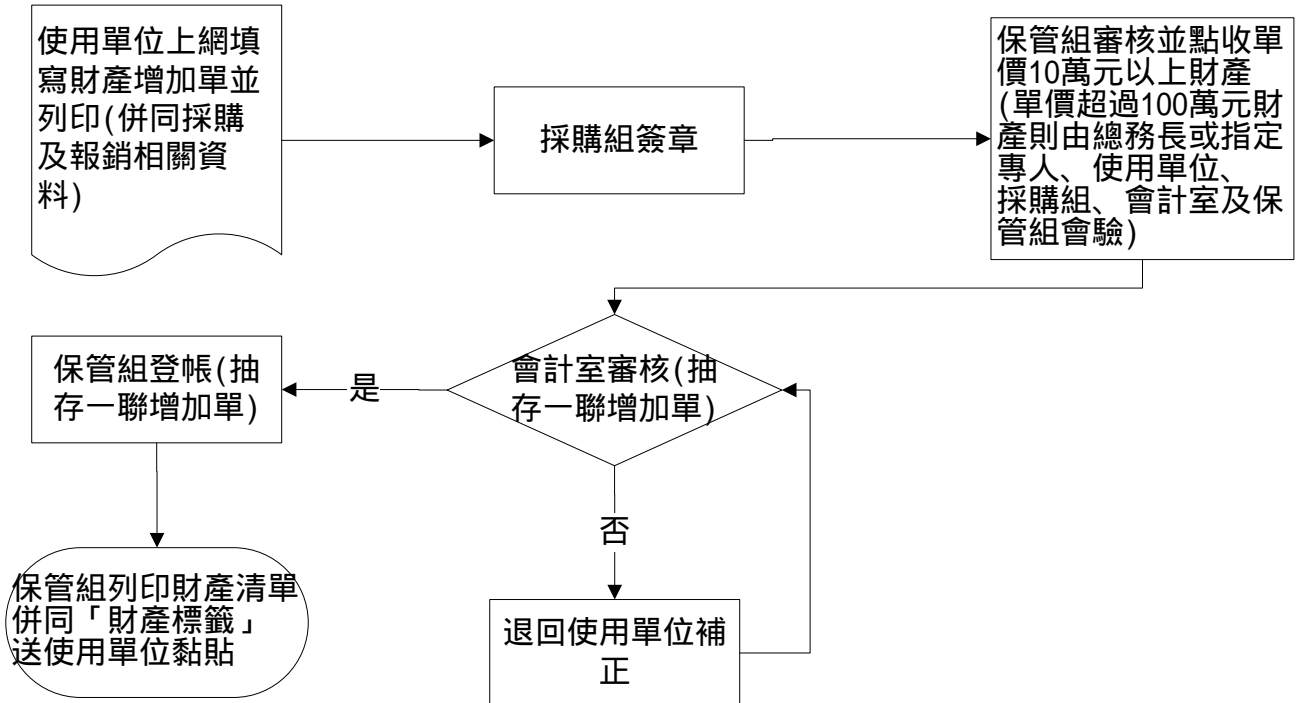 使用單位上網填
寫財產增加單並
列印(併同採購
及報銷相關資
料)
採購組簽章
保管組審核並點收單
價10萬元以上財產
(單價超過100萬元財
產則由總務長或指定
專人、使用單位、
採購組、會計室及保
管組會驗)
會計室審核(抽
存一聯增加單)
是
保管組登帳(抽
存一聯增加單)
否
保管組列印財產清單
併同「財產標籤」
送使用單位黏貼
退回使用單位補
正